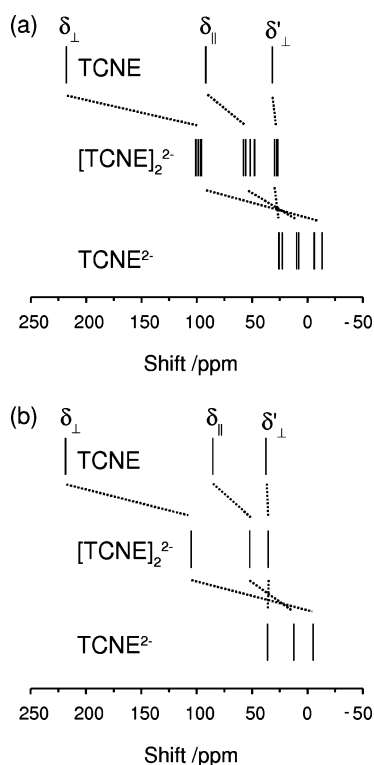 (a)
δ⊥ δ∥ δ'⊥
TCNE
[TCNE]₂²⁻
TCNE²⁻
250 200 150 100 50 0 -50
Shift /ppm
(b)
δ⊥ δ∥ δ'⊥
TCNE
[TCNE]₂²⁻
TCNE²⁻
250 200 150 100 50 0 -50
Shift /ppm